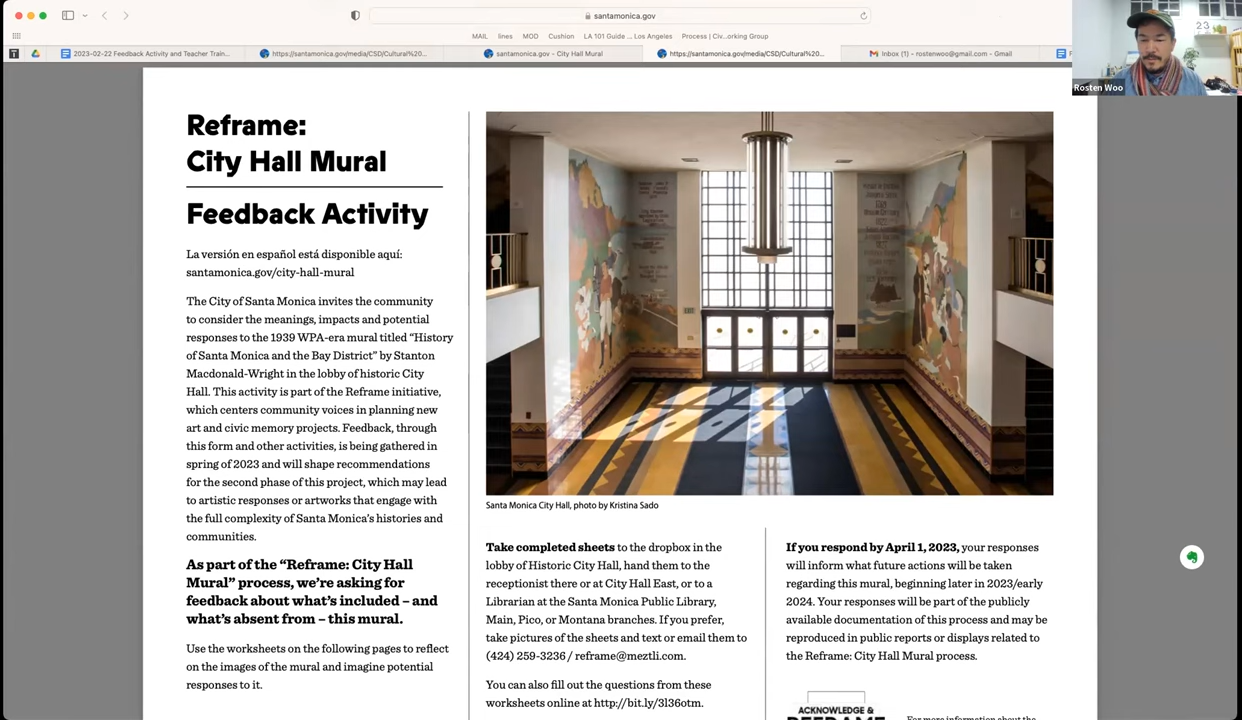 santamonica.gov
MAIL
lines
MOD
Cushion
LA 101 Guide ... Los Angeles
Process | Civ...orking Group
2023-02-22 Feedback Activity and Teacher Train...
https://santamonica.gov/media/CSD/Cultural%20...
santamonica.gov - City Hall Mural
https://santamonica.gov/media/CSD/Cultural%20...
Inbox (1) - rostenwoo@gmail.com - Gmail
23
Rosten Woo
Reframe:
City Hall Mural
Feedback Activity
La versión en español está disponible aquí:
santamonica.gov/city-hall-mural
The City of Santa Monica invites the community
to consider the meanings, impacts and potential
responses to the 1939 WPA-era mural titled “History
of Santa Monica and the Bay District” by Stanton
Macdonald-Wright in the lobby of historic City
Hall. This activity is part of the Reframe initiative,
which centers community voices in planning new
art and civic memory projects. Feedback, through
this form and other activities, is being gathered in
spring of 2023 and will shape recommendations
for the second phase of this project, which may lead
to artistic responses or artworks that engage with
the full complexity of Santa Monica’s histories and
communities.
As part of the “Reframe: City Hall
Mural” process, we’re asking for
feedback about what’s included – and
what’s absent from – this mural.
Use the worksheets on the following pages to reflect
on the images of the mural and imagine potential
responses to it.
EXIT
Santa Monica City Hall, photo by Kristina Sado
Take completed sheets to the dropbox in the
lobby of Historic City Hall, hand them to the
receptionist there or at City Hall East, or to a
Librarian at the Santa Monica Public Library,
Main, Pico, or Montana branches. If you prefer,
take pictures of the sheets and text or email them to
(424) 259-3236 / reframe@meztli.com.
You can also fill out the questions from these
worksheets online at http://bit.ly/3l36otm.
If you respond by April 1, 2023, your responses
will inform what future actions will be taken
regarding this mural, beginning later in 2023/early
2024. Your responses will be part of the publicly
available documentation of this process and may be
reproduced in public reports or displays related to
the Reframe: City Hall Mural process.
ACKNOWLEDGE &
REFRAME
For more information about the